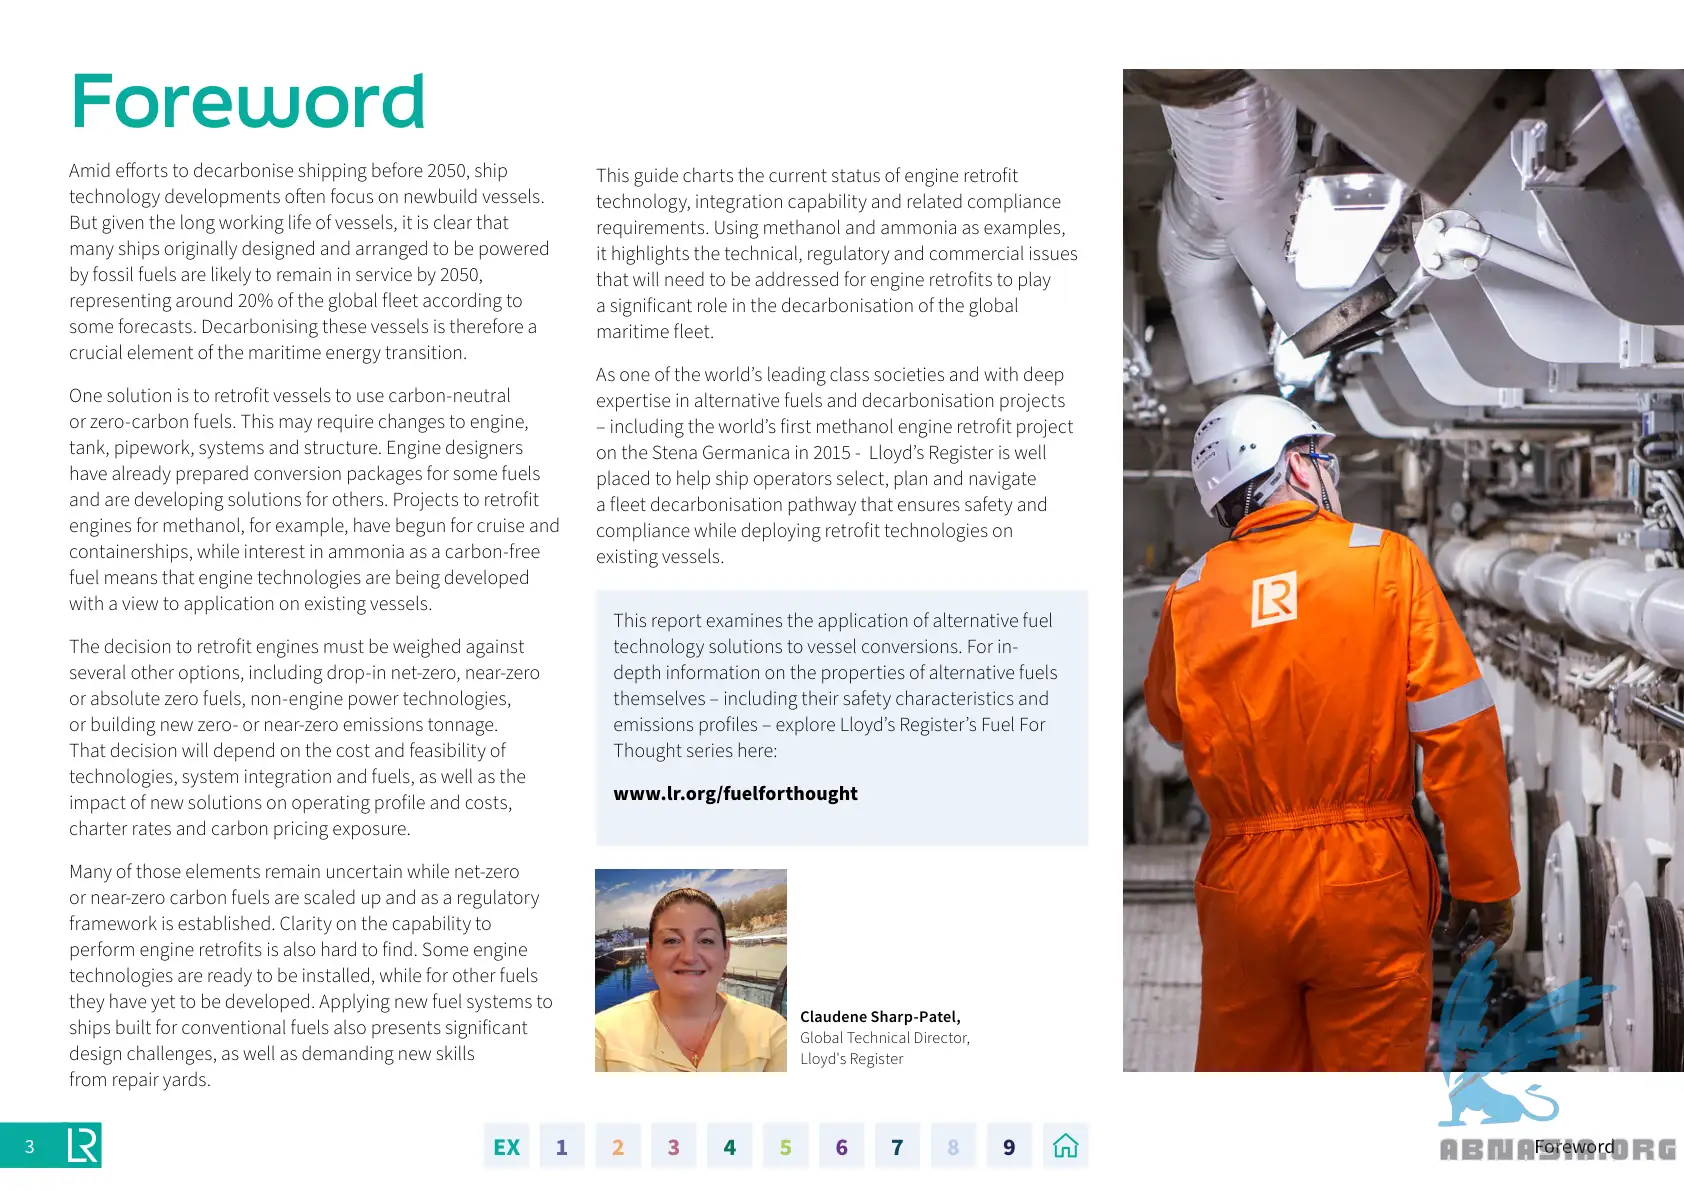 Foreword
Amid efforts to decarbonise shipping before 2050, ship
technology developments often focus on newbuild vessels.
But given the long working life of vessels, it is clear that
many ships originally designed and arranged to be powered
by fossil fuels are likely to remain in service by 2050,
representing around 20% of the global fleet according to
some forecasts. Decarbonising these vessels is therefore a
crucial element of the maritime energy transition.
One solution is to retrofit vessels to use carbon-neutral
or zero-carbon fuels. This may require changes to engine,
tank, pipework, systems and structure. Engine designers
have already prepared conversion packages for some fuels
and are developing solutions for others. Projects to retrofit
engines for methanol, for example, have begun for cruise and
containerships, while interest in ammonia as a carbon-free
fuel means that engine technologies are being developed
with a view to application on existing vessels.
The decision to retrofit engines must be weighed against
several other options, including drop-in net-zero, near-zero
or absolute zero fuels, non-engine power technologies,
or building new zero- or near-zero emissions tonnage.
That decision will depend on the cost and feasibility of
technologies, system integration and fuels, as well as the
impact of new solutions on operating profile and costs,
charter rates and carbon pricing exposure.
Many of those elements remain uncertain while net-zero
or near-zero carbon fuels are scaled up and as a regulatory
framework is established. Clarity on the capability to
perform engine retrofits is also hard to find. Some engine
technologies are ready to be installed, while for other fuels
they have yet to be developed. Applying new fuel systems to
ships built for conventional fuels also presents significant
design challenges, as well as demanding new skills
from repair yards.
This guide charts the current status of engine retrofit
technology, integration capability and related compliance
requirements. Using methanol and ammonia as examples,
it highlights the technical, regulatory and commercial issues
that will need to be addressed for engine retrofits to play
a significant role in the decarbonisation of the global
maritime fleet.
As one of the world's leading class societies and with deep
expertise in alternative fuels and decarbonisation projects
– including the world's first methanol engine retrofit project
on the Stena Germanica in 2015 - Lloyd's Register is well
placed to help ship operators select, plan and navigate
a fleet decarbonisation pathway that ensures safety and
compliance while deploying retrofit technologies on
existing vessels.
This report examines the application of alternative fuel
technology solutions to vessel conversions. For in-
depth information on the properties of alternative fuels
themselves – including their safety characteristics and
emissions profiles – explore Lloyd's Register's Fuel For
Thought series here:
www.lr.org/fuelforthought
Claudene Sharp-Patel,
Global Technical Director,
Lloyd's Register
LR
3 LR
EX 1 2 3 4 5 6 7 8 9
Foreword
ABNASIA.ORG